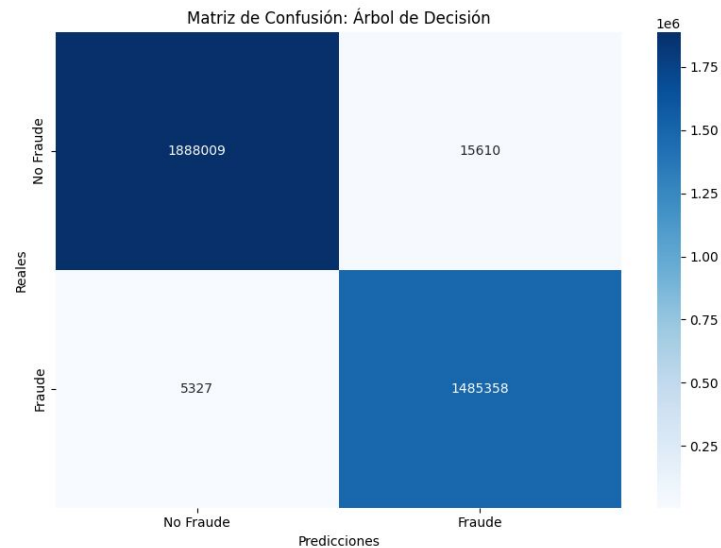 Matriz de Confusión: Árbol de Decisión
1e6
No Fraude
1888009
15610
1.75
1.50
1.25
Reales
1.00
Fraude
5327
1485358
0.75
0.50
0.25
No Fraude
Fraude
Predicciones